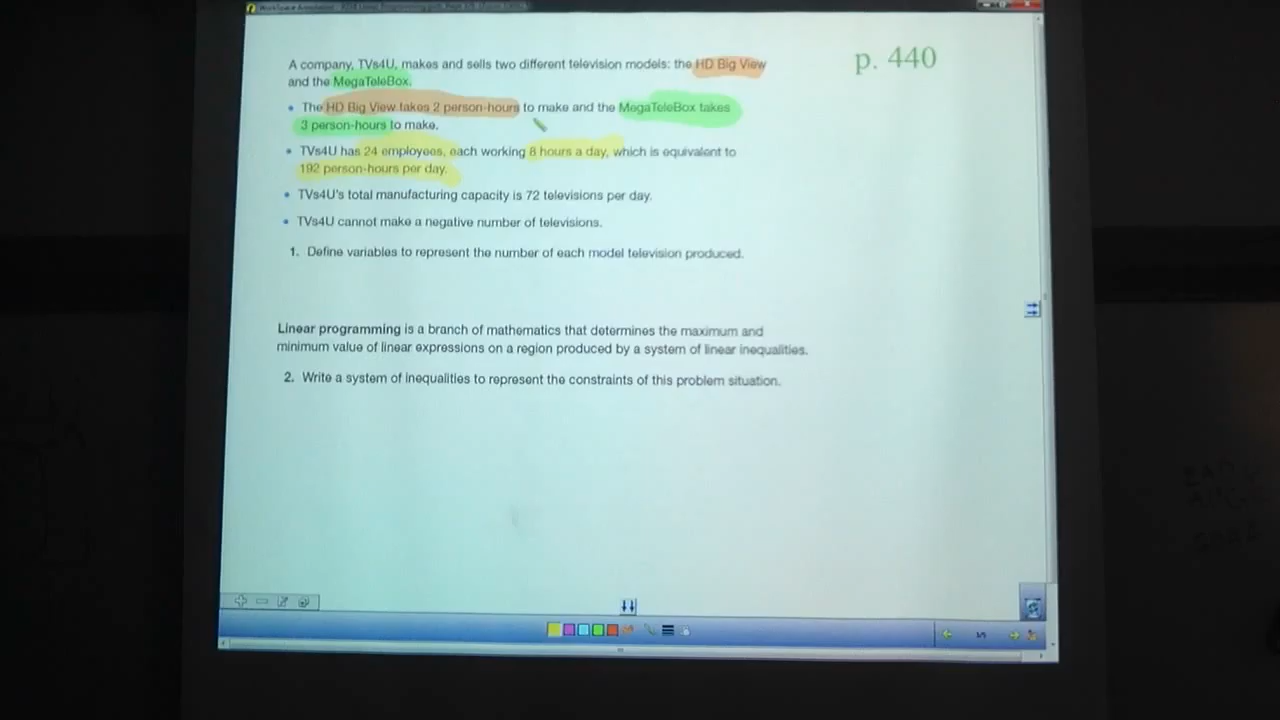 p. 440
A company, TVs4U, makes and sells two different television models: the HD Big View
and the MegaTeleBox.
• The HD Big View takes 2 person-hours to make and the MegaTeleBox takes
3 person-hours to make.
• TVs4U has 24 employees, each working 8 hours a day, which is equivalent to
192 person-hours per day.
• TVs4U's total manufacturing capacity is 72 televisions per day.
• TVs4U cannot make a negative number of televisions.
1. Define variables to represent the number of each model television produced.
Linear programming is a branch of mathematics that determines the maximum and
minimum value of linear expressions on a region produced by a system of linear inequalities.
2. Write a system of inequalities to represent the constraints of this problem situation.
1/5